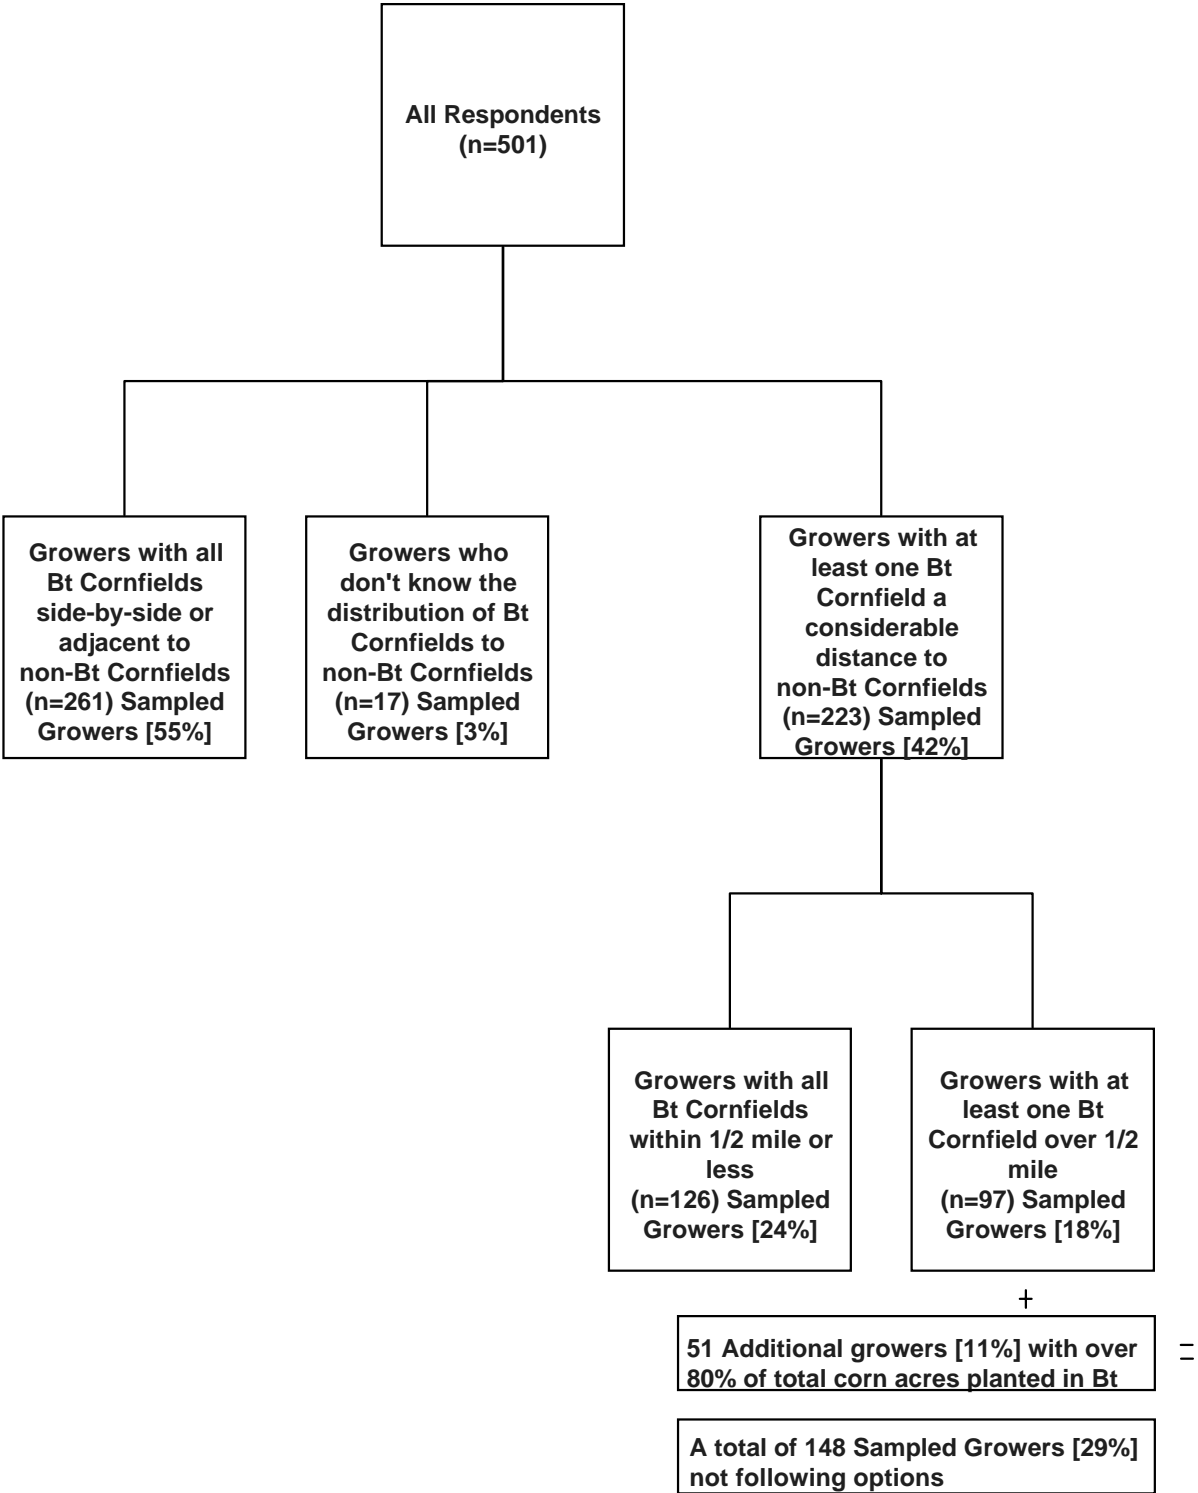 All Respondents
(n=501)
Growers with all
Bt Cornfields
side-by-side or
adjacent to
non-Bt Cornfields
(n=261) Sampled
Growers [55%]
Growers who
don't know the
distribution of Bt
Cornfields to
non-Bt Cornfields
(n=17) Sampled
Growers [3%]
Growers with at
least one Bt
Cornfield a
considerable
distance to
non-Bt Cornfields
(n=223) Sampled
Growers [42%]
Growers with all
Bt Cornfields
within 1/2 mile or
less
(n=126) Sampled
Growers [24%]
Growers with at
least one Bt
Cornfield over 1/2
mile
(n=97) Sampled
Growers [18%]
+
51 Additional growers [11%] with over
80% of total corn acres planted in Bt
=
A total of 148 Sampled Growers [29%]
not following options